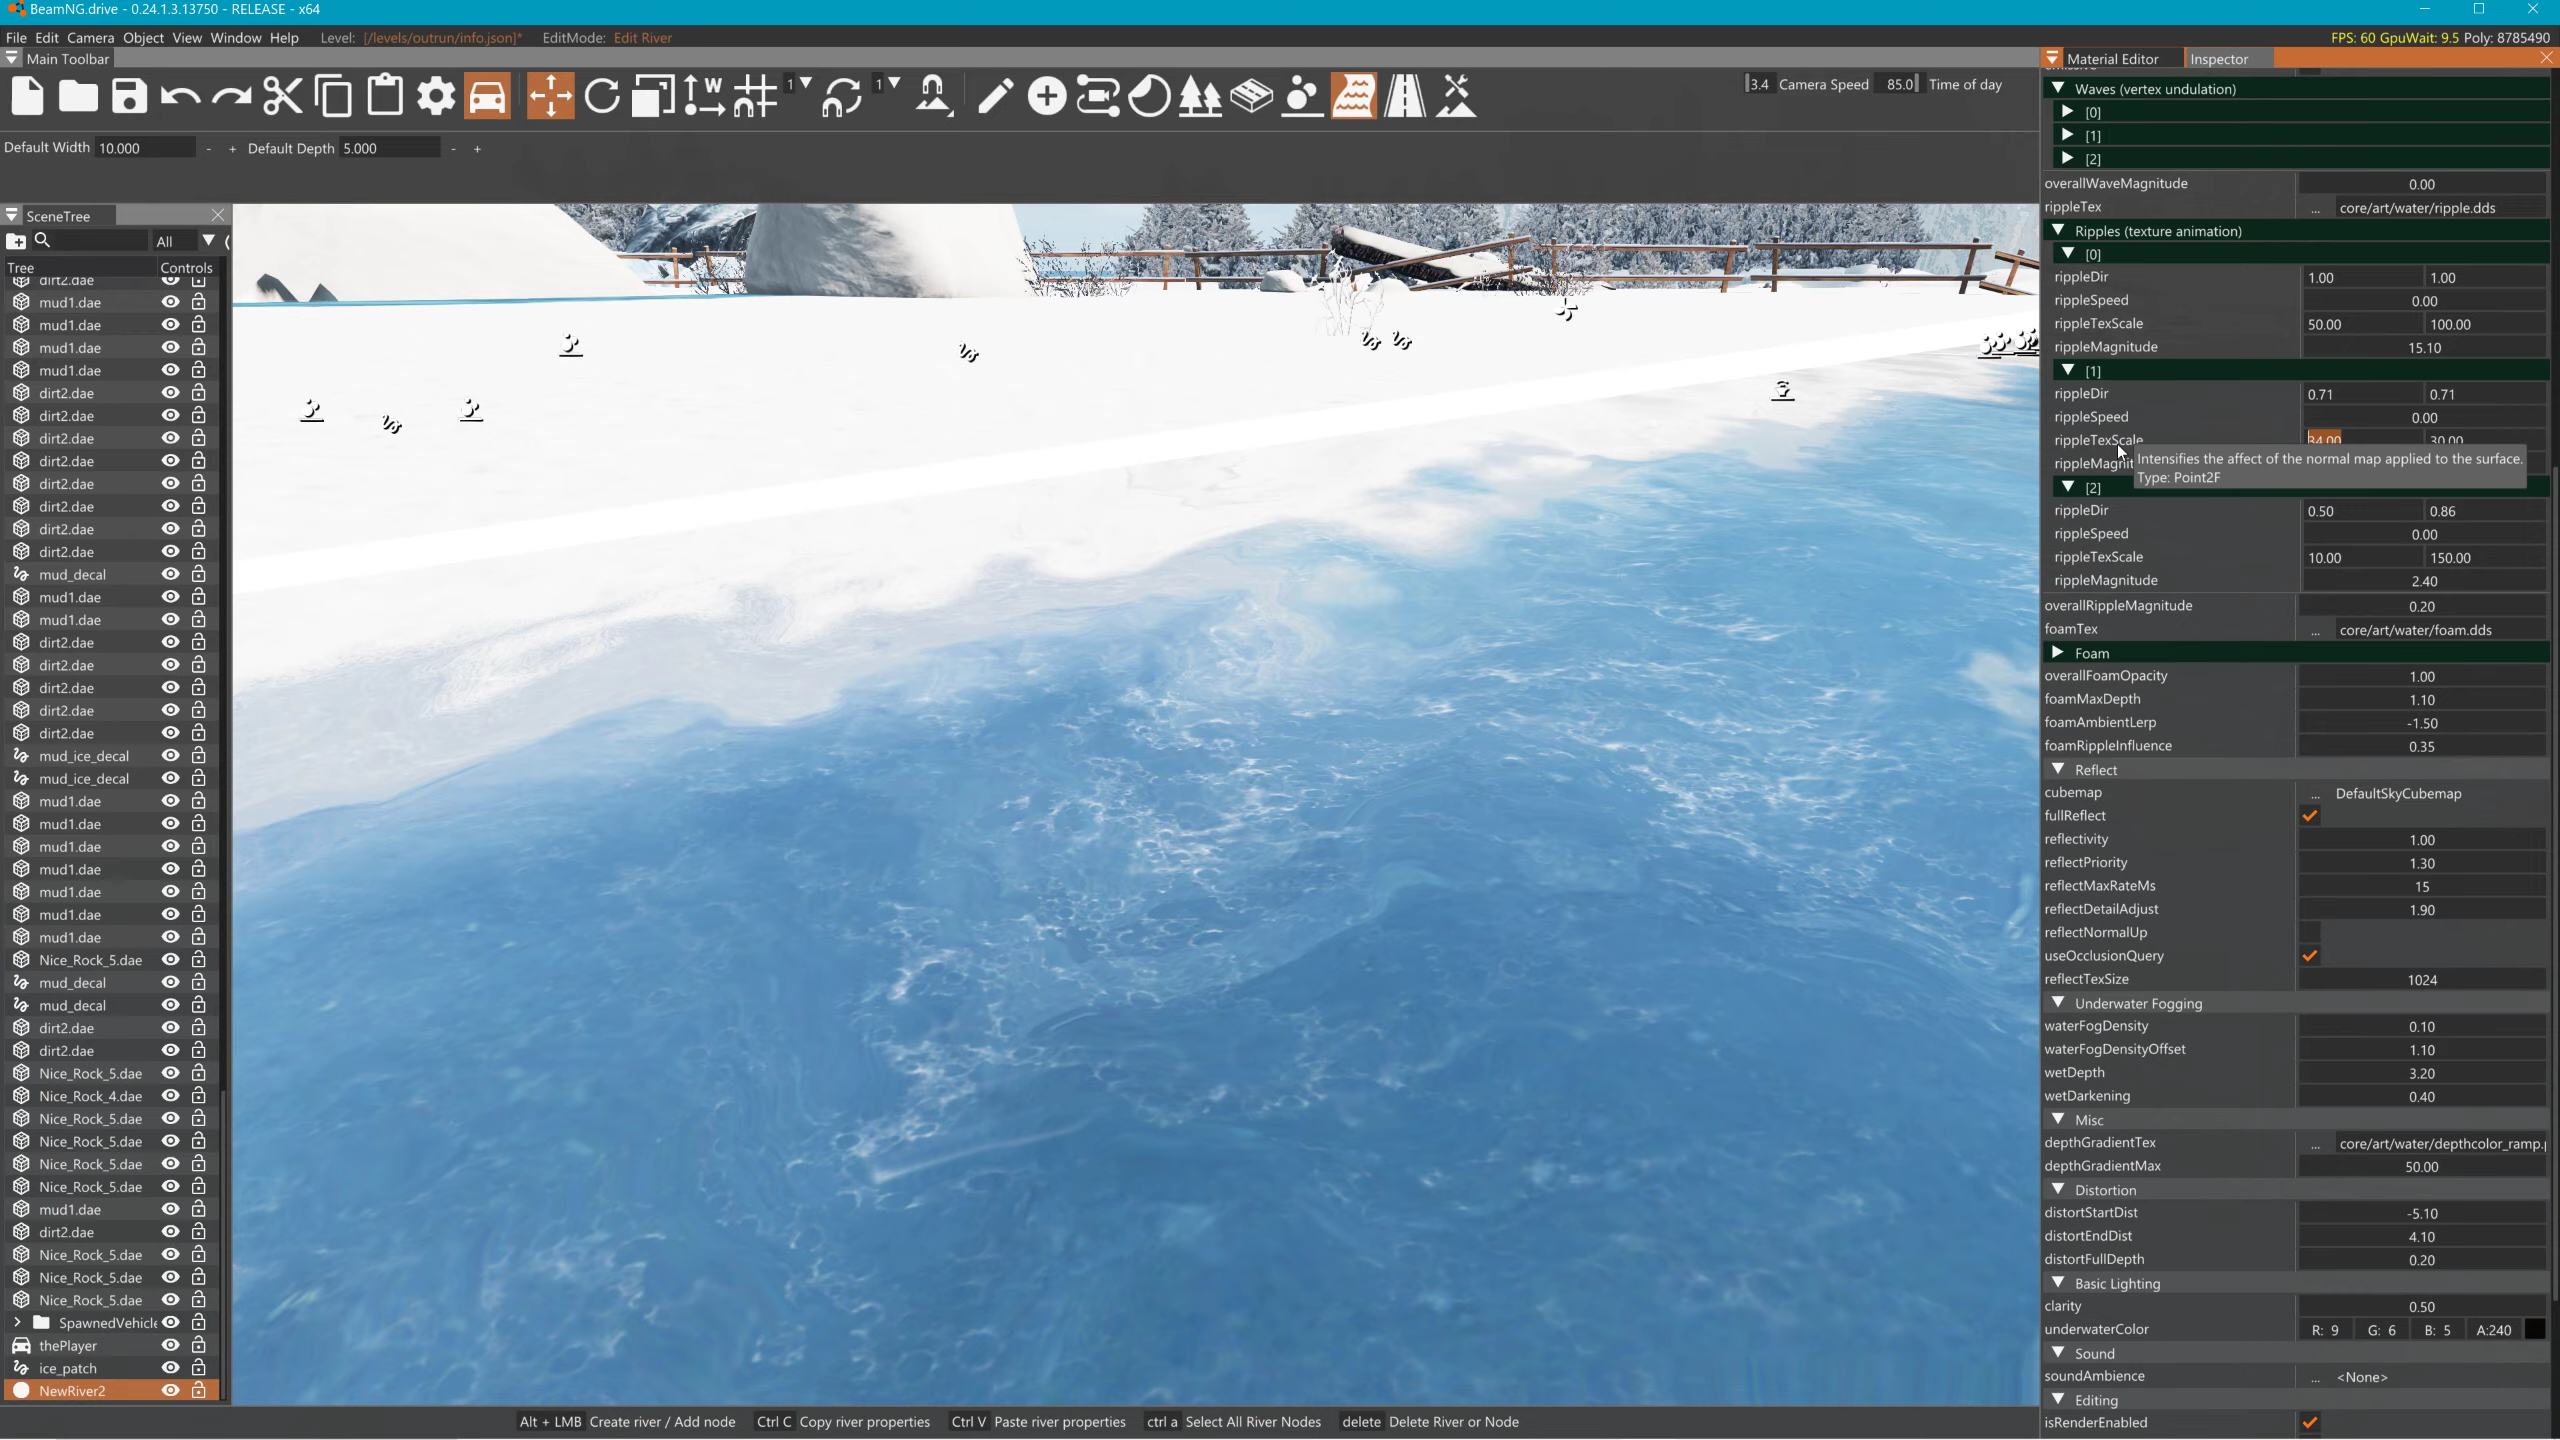 BeamNG.drive - 0.24.1.3.13750 - RELEASE - x64
File Edit Camera Object View Window Help Level: [/levels/outrun/info.json]* EditMode: Edit River FPS: 60 GpuWait: 9.5 Poly: 8785490
Main Toolbar
1 1 W 3.4 Camera Speed 85.0 Time of day
Default Width 10.000 - + Default Depth 5.000 - +
SceneTree
All
Tree Controls
dirt2.dae
mud1.dae
mud1.dae
mud1.dae
mud1.dae
dirt2.dae
dirt2.dae
dirt2.dae
dirt2.dae
dirt2.dae
dirt2.dae
dirt2.dae
dirt2.dae
mud_decal
mud1.dae
mud1.dae
dirt2.dae
dirt2.dae
dirt2.dae
dirt2.dae
dirt2.dae
mud_ice_decal
mud_ice_decal
mud1.dae
mud1.dae
mud1.dae
mud1.dae
mud1.dae
mud1.dae
mud1.dae
Nice_Rock_5.dae
mud_decal
mud_decal
dirt2.dae
dirt2.dae
Nice_Rock_5.dae
Nice_Rock_4.dae
Nice_Rock_5.dae
Nice_Rock_5.dae
Nice_Rock_5.dae
Nice_Rock_5.dae
mud1.dae
dirt2.dae
Nice_Rock_5.dae
Nice_Rock_5.dae
Nice_Rock_5.dae
SpawnedVehicle
thePlayer
ice_patch
NewRiver2
Material Editor Inspector
Waves (vertex undulation)
[0]
[1]
[2]
overallWaveMagnitude 0.00
rippleTex ... core/art/water/ripple.dds
Ripples (texture animation)
[0]
rippleDir 1.00 1.00
rippleSpeed 0.00
rippleTexScale 50.00 100.00
rippleMagnitude 15.10
[1]
rippleDir 0.71 0.71
rippleSpeed 0.00
rippleTexScale 34.00 30.00
rippleMagnit
Intensifies the affect of the normal map applied to the surface.
Type: Point2F
[2]
rippleDir 0.50 0.86
rippleSpeed 0.00
rippleTexScale 10.00 150.00
rippleMagnitude 2.40
overallRippleMagnitude 0.20
foamTex ... core/art/water/foam.dds
Foam
overallFoamOpacity 1.00
foamMaxDepth 1.10
foamAmbientLerp -1.50
foamRippleInfluence 0.35
Reflect
cubemap ... DefaultSkyCubemap
fullReflect
reflectivity 1.00
reflectPriority 1.30
reflectMaxRateMs 15
reflectDetailAdjust 1.90
reflectNormalUp
useOcclusionQuery
reflectTexSize 1024
Underwater Fogging
waterFogDensity 0.10
waterFogDensityOffset 1.10
wetDepth 3.20
wetDarkening 0.40
Misc
depthGradientTex ... core/art/water/depthcolor_ramp.
depthGradientMax 50.00
Distortion
distortStartDist -5.10
distortEndDist 4.10
distortFullDepth 0.20
Basic Lighting
clarity 0.50
underwaterColor R: 9 G: 6 B: 5 A:240
Sound
soundAmbience ... <None>
Editing
isRenderEnabled
Alt + LMB Create river / Add node Ctrl C Copy river properties Ctrl V Paste river properties ctrl a Select All River Nodes delete Delete River or Node